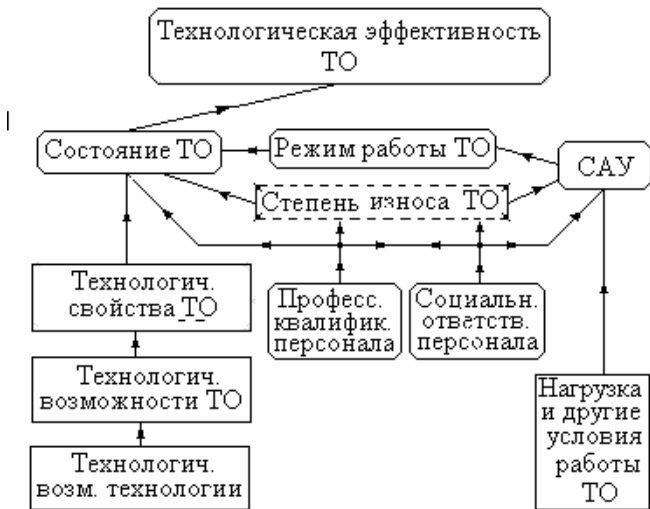 Технологическая эффективность
ТО
Состояние ТО
Режим работы ТО
САУ
Степень износа ТО
Технологич.
свойства ТО
Професс.
квалифик.
персонала
Социальн.
ответств.
персонала
Технологич.
возможности ТО
Нагрузка
и другие
условия
работы
ТО
Технологич.
возм. технологии